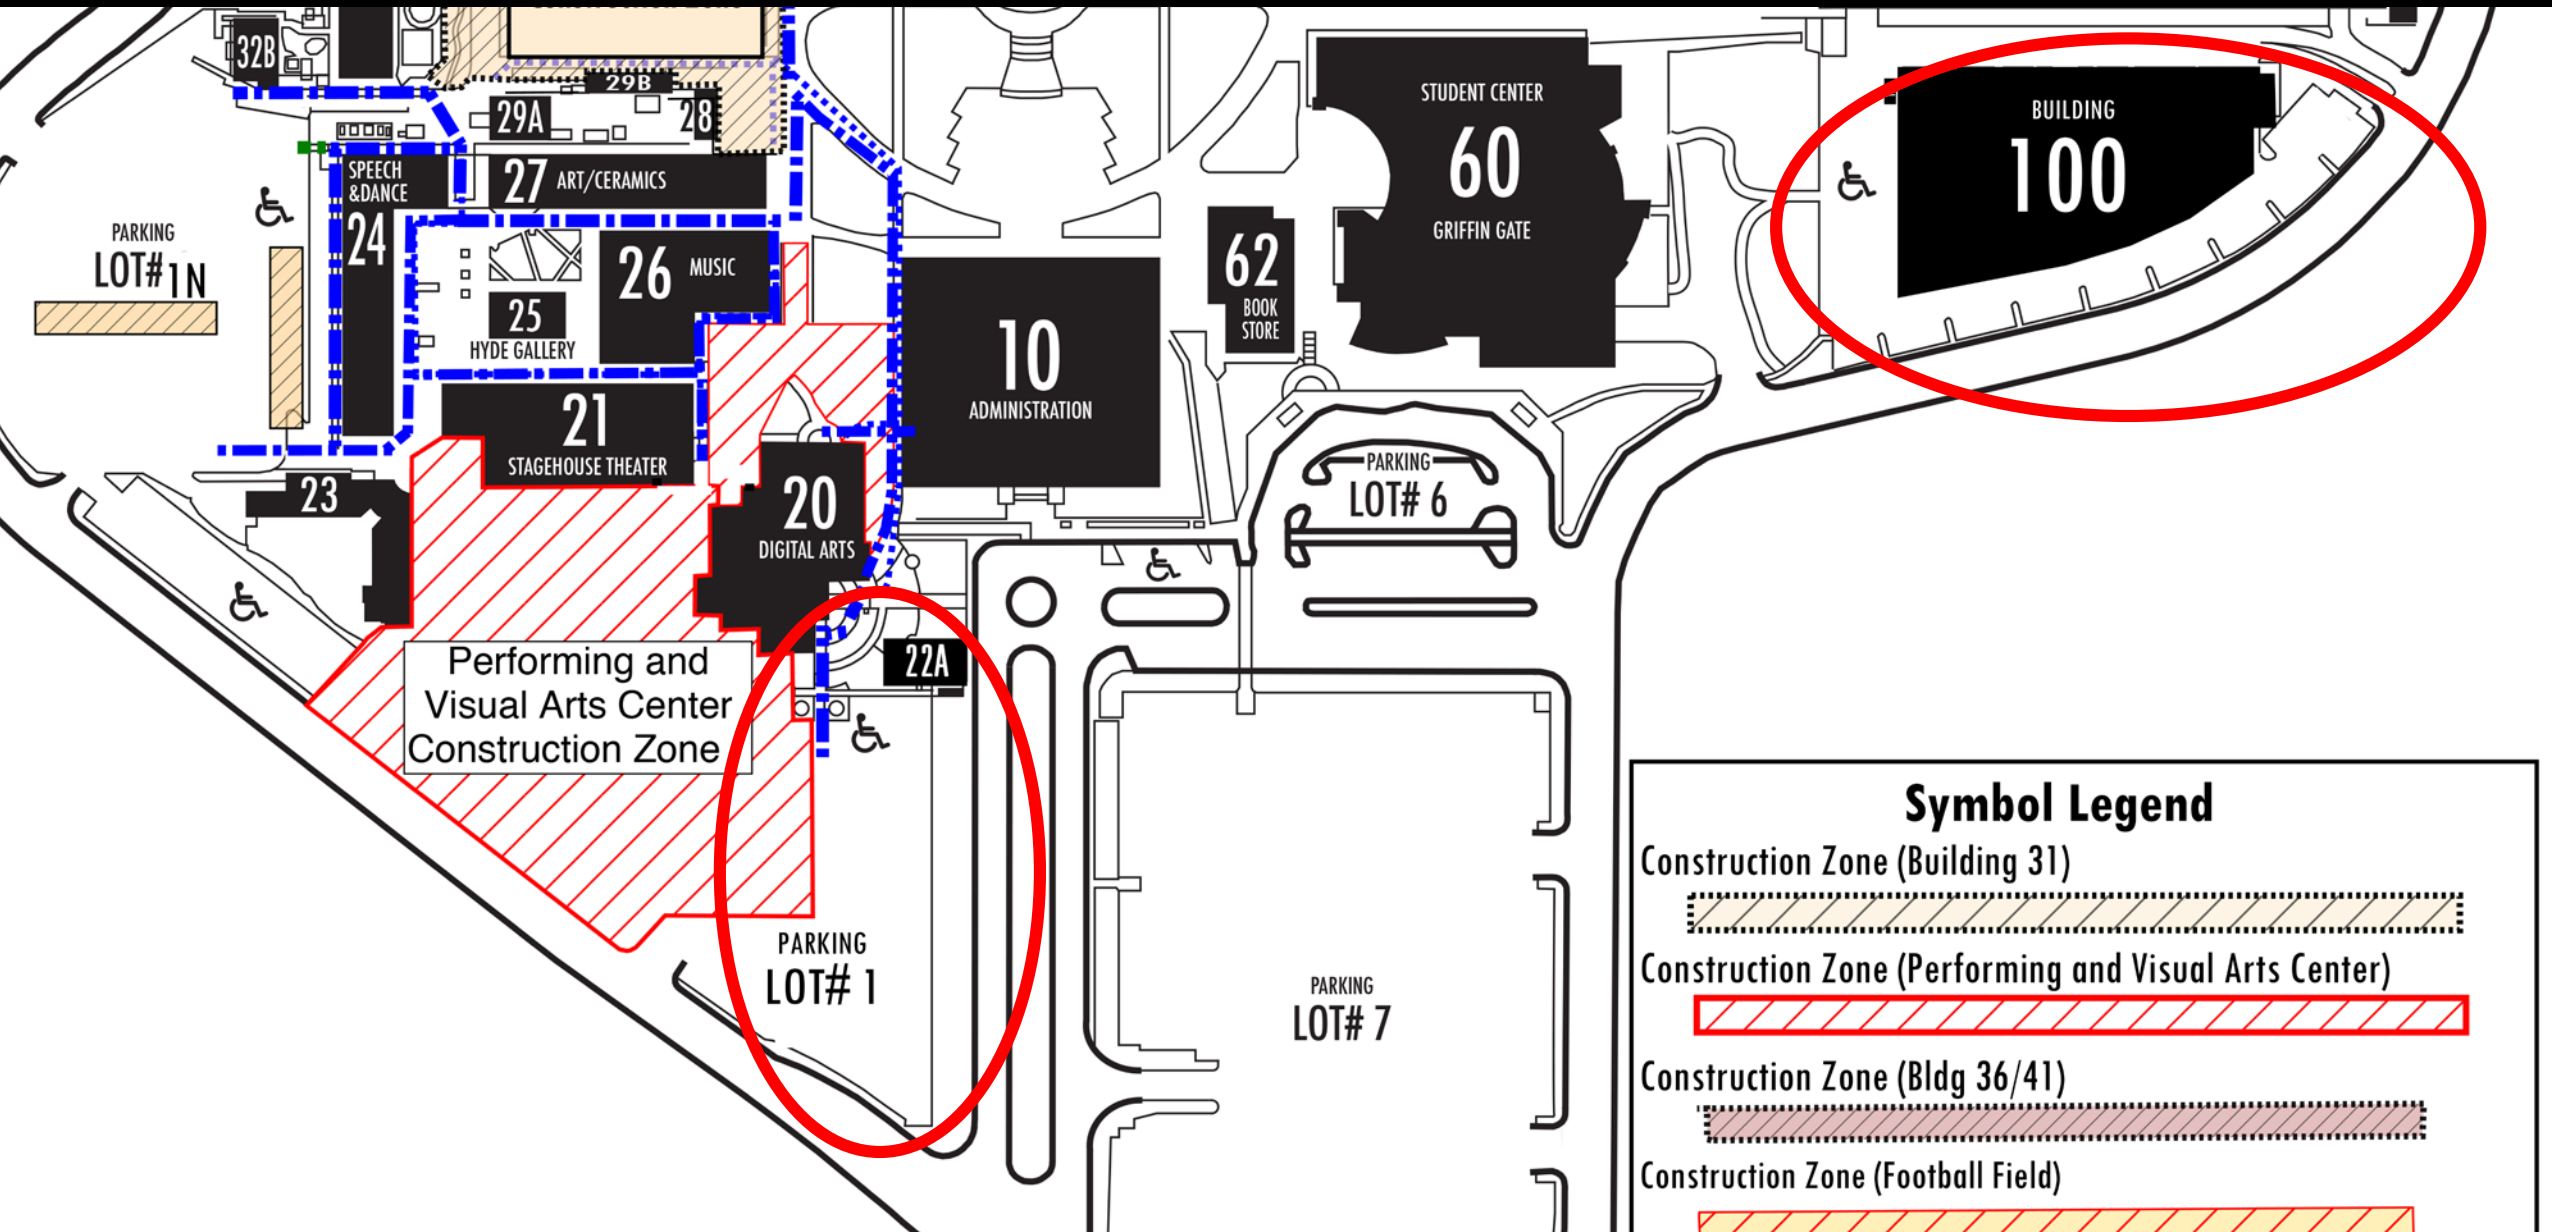 32B
29B
29A
28
SPEECH
&DANCE
24
27 ART/CERAMICS
PARKING
LOT# 1N
26 MUSIC
25
HYDE GALLERY
21
STAGEHOUSE THEATER
23
20
DIGITAL ARTS
22A
10
ADMINISTRATION
62
BOOK
STORE
STUDENT CENTER
60
GRIFFIN GATE
BUILDING
100
PARKING
LOT# 6
Performing and
Visual Arts Center
Construction Zone
PARKING
LOT# 1
PARKING
LOT# 7
Symbol Legend
Construction Zone (Building 31)
Construction Zone (Performing and Visual Arts Center)
Construction Zone (Bldg 36/41)
Construction Zone (Football Field)